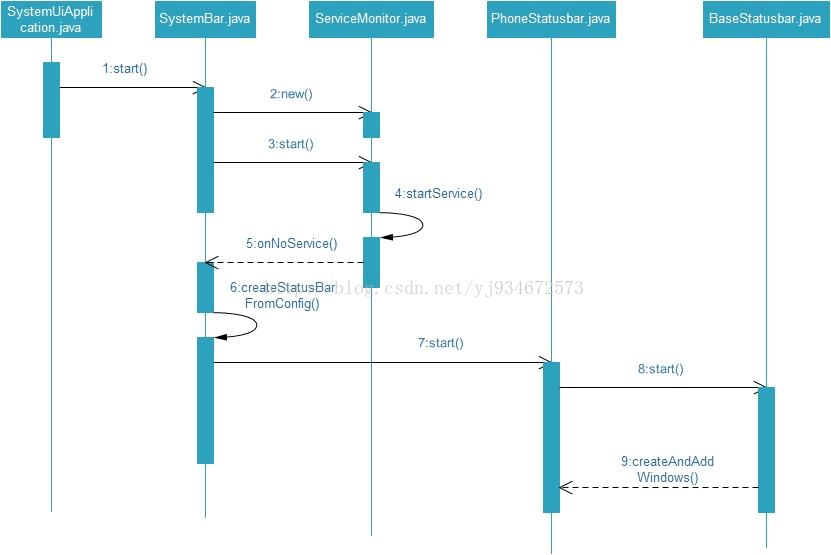 SystemUiAppli
cation.java
SystemBar.java
ServiceMonitor.java
PhoneStatusbar.java
BaseStatusbar.java
1:start()
2:new()
3:start()
4:startService()
5:onNoService()
6:createStatusBar
FromConfig()
http://blog.csdn.net/yj934672573
7:start()
8:start()
9:createAndAdd
Windows()